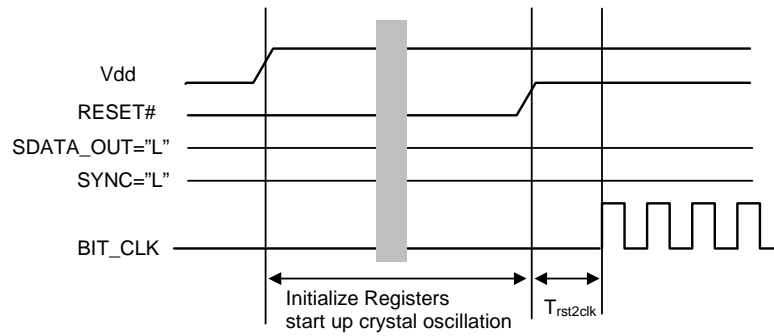 Vdd
RESET#
SDATA_OUT=”L”
SYNC=”L”
BIT_CLK
Initialize Registers
start up crystal oscillation
Trst2clk